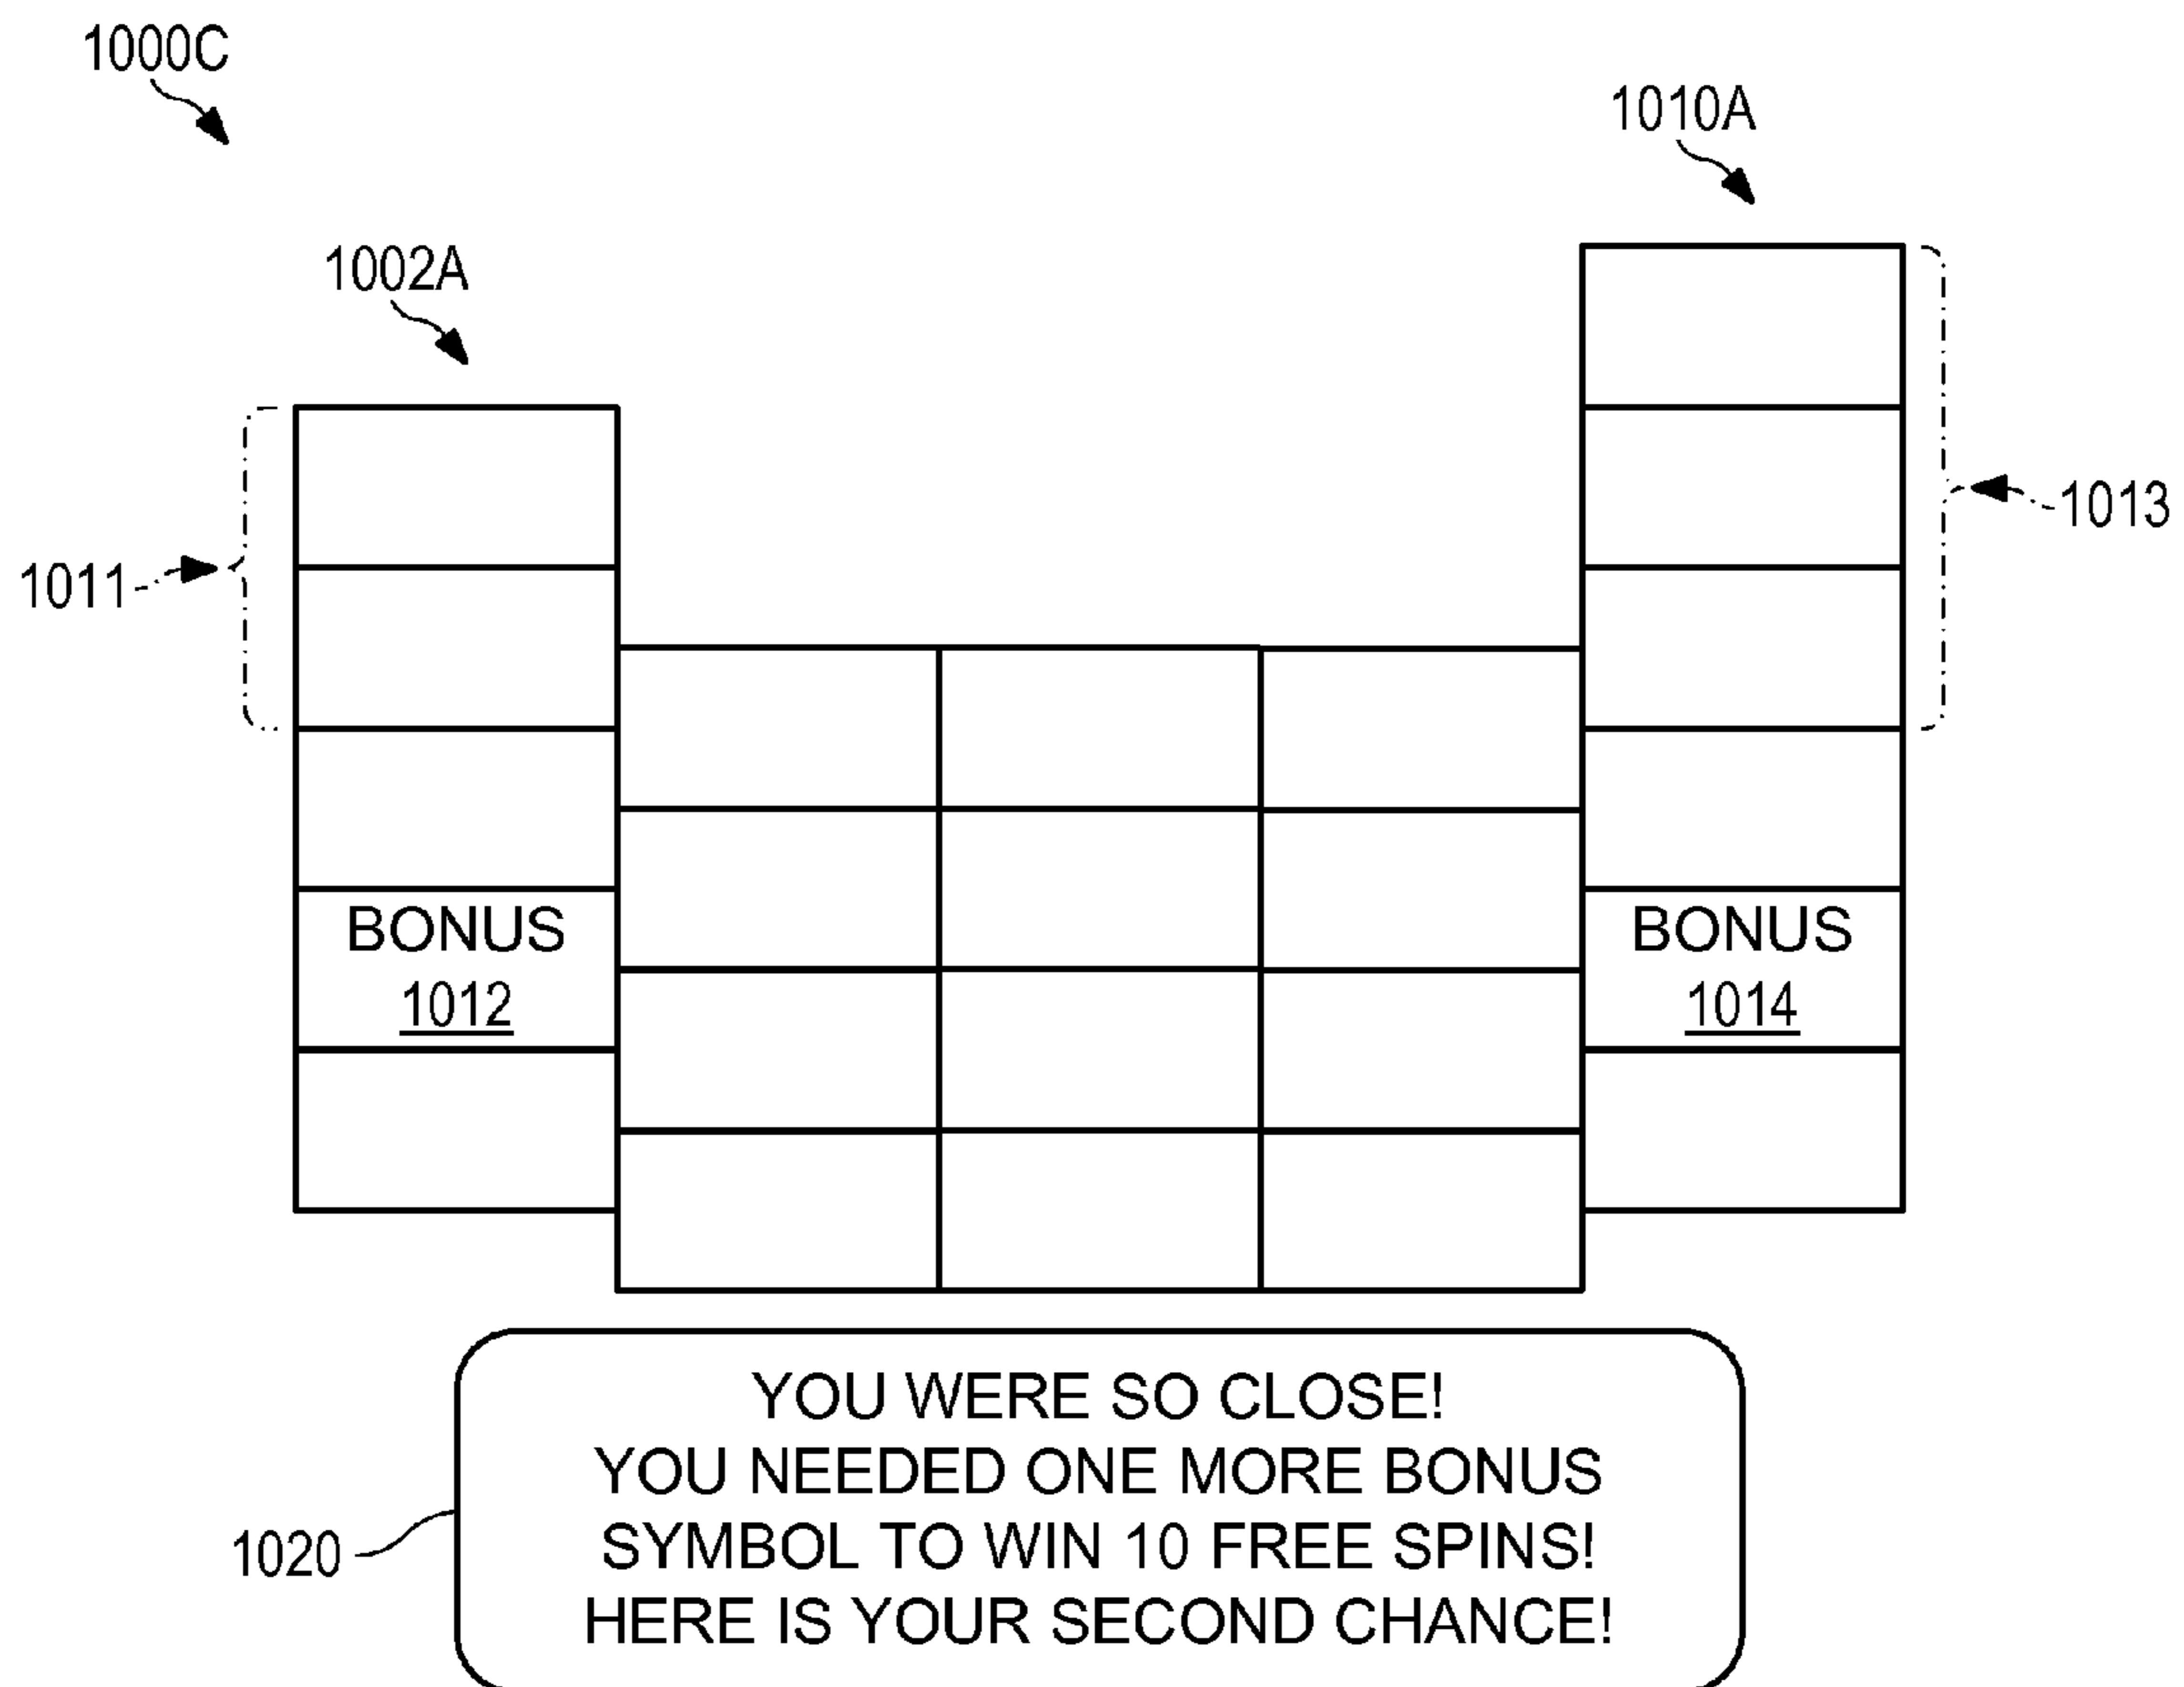 1000C
1010A
1002A
1013
1011
BONUS
1012
BONUS
1014
YOU WERE SO CLOSE!
YOU NEEDED ONE MORE BONUS
SYMBOL TO WIN 10 FREE SPINS!
HERE IS YOUR SECOND CHANCE!
1020